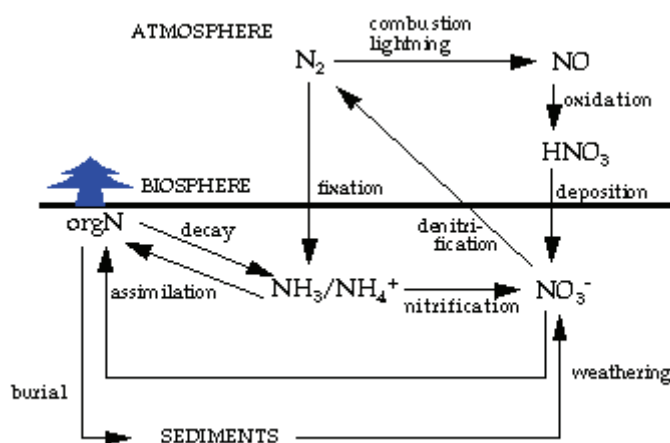 ATMOSPHERE
combustion
lightning
N₂
NO
oxidation
HNO₃
BIOSPHERE
fixation
deposition
orgN
decay
denitri-
fication
assimilation
NH₃/NH₄⁺
nitrification
NO₃⁻
burial
weathering
SEDIMENTS